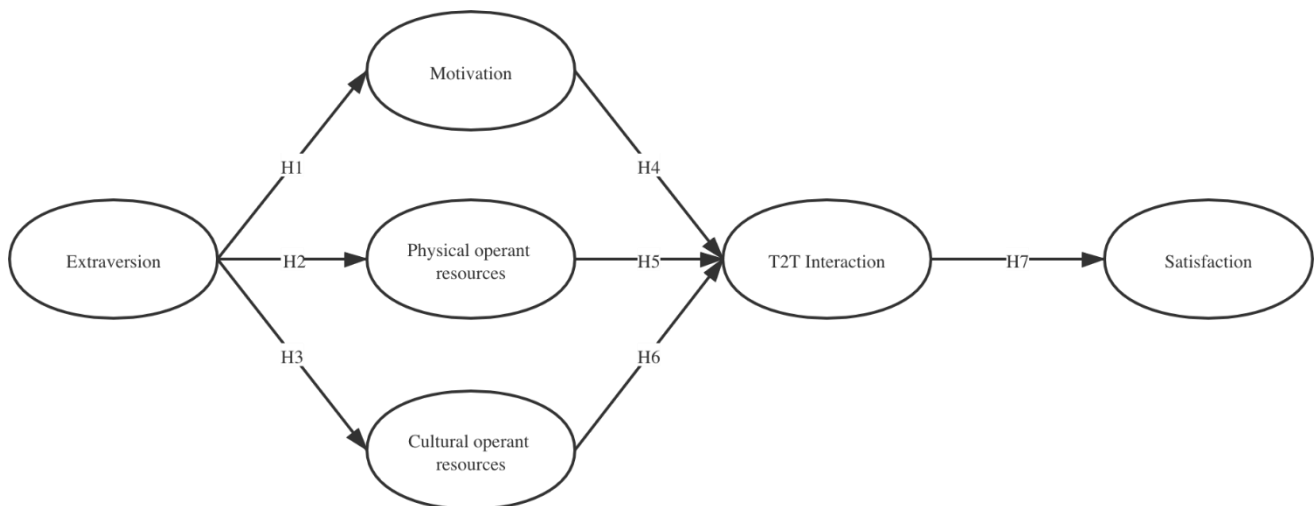 Motivation
H1
H4
Extraversion
H2
Physical operant
resources
H5
T2T Interaction
H7
Satisfaction
H3
H6
Cultural operant
resources